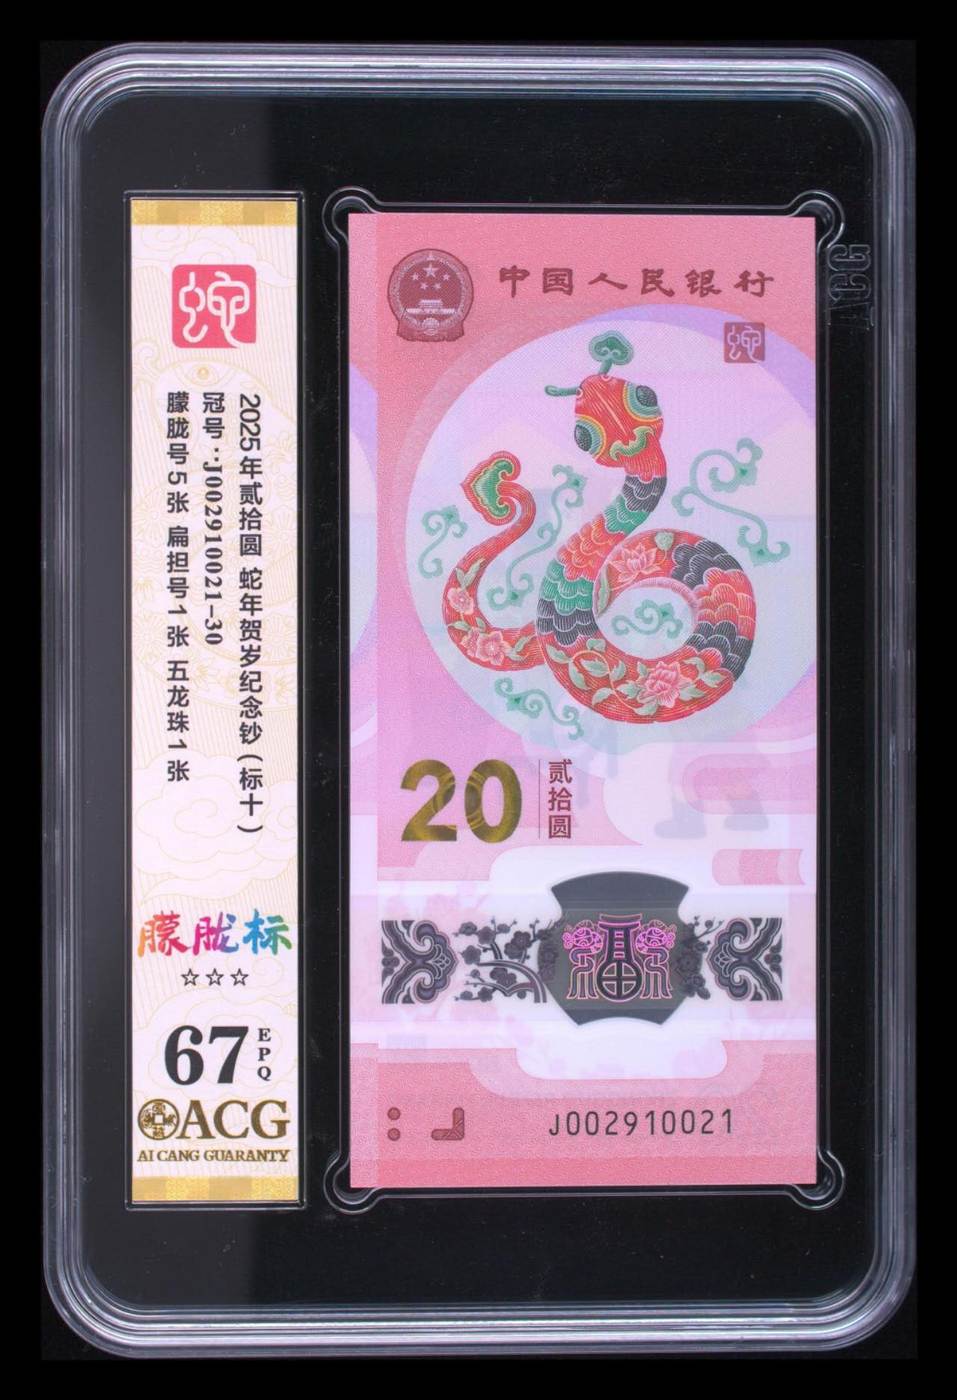 蛇
2025年贰拾圆 蛇年贺岁纪念钞(标十)
冠号:J002910021-30
朦胧号5张 扁担号1张 五龙珠1张
朦胧标
☆☆☆
67
EPQ
ACG
AI CANG GUARANTY
中国人民银行
蛇
20
贰拾圆
福
J002910021
ACG